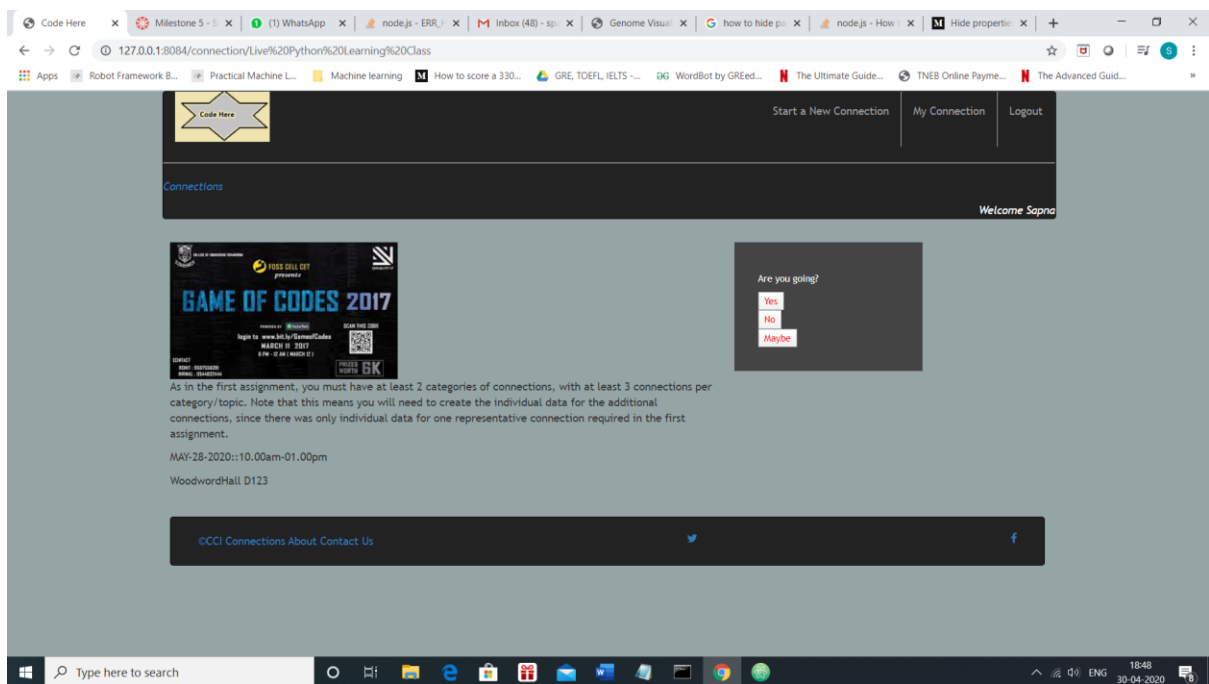 Code Here
Milestone 5 - S
(1) WhatsApp
node.js - ERR_H
Inbox (48) - sp
Genome Visual
how to hide pa
node.js - How t
Hide properties
127.0.0.1:8084/connection/Live%20Python%20Learning%20Class
Apps
Robot Framework B...
Practical Machine L...
Machine learning
How to score a 330...
GRE, TOEFL, IELTS -...
WordBot by GREed...
The Ultimate Guide...
TNEB Online Payme...
The Advanced Guid...
Code Here
Start a New Connection
My Connection
Logout
Connections
Welcome Sapna
FOSS CELL CET
presents
GAME OF CODES 2017
SCAN THIS CODE
login to www.bit.ly/GamesofCodes
MARCH 11 2017
CONTACT
PRIZES
WORTH 6K
Are you going?
Yes
No
Maybe
As in the first assignment, you must have at least 2 categories of connections, with at least 3 connections per
category/topic. Note that this means you will need to create the individual data for the additional
connections, since there was only individual data for one representative connection required in the first
assignment.
MAY-28-2020::10.00am-01.00pm
WoodwordHall D123
©CCI Connections About Contact Us
Type here to search
ENG
18:48
30-04-2020